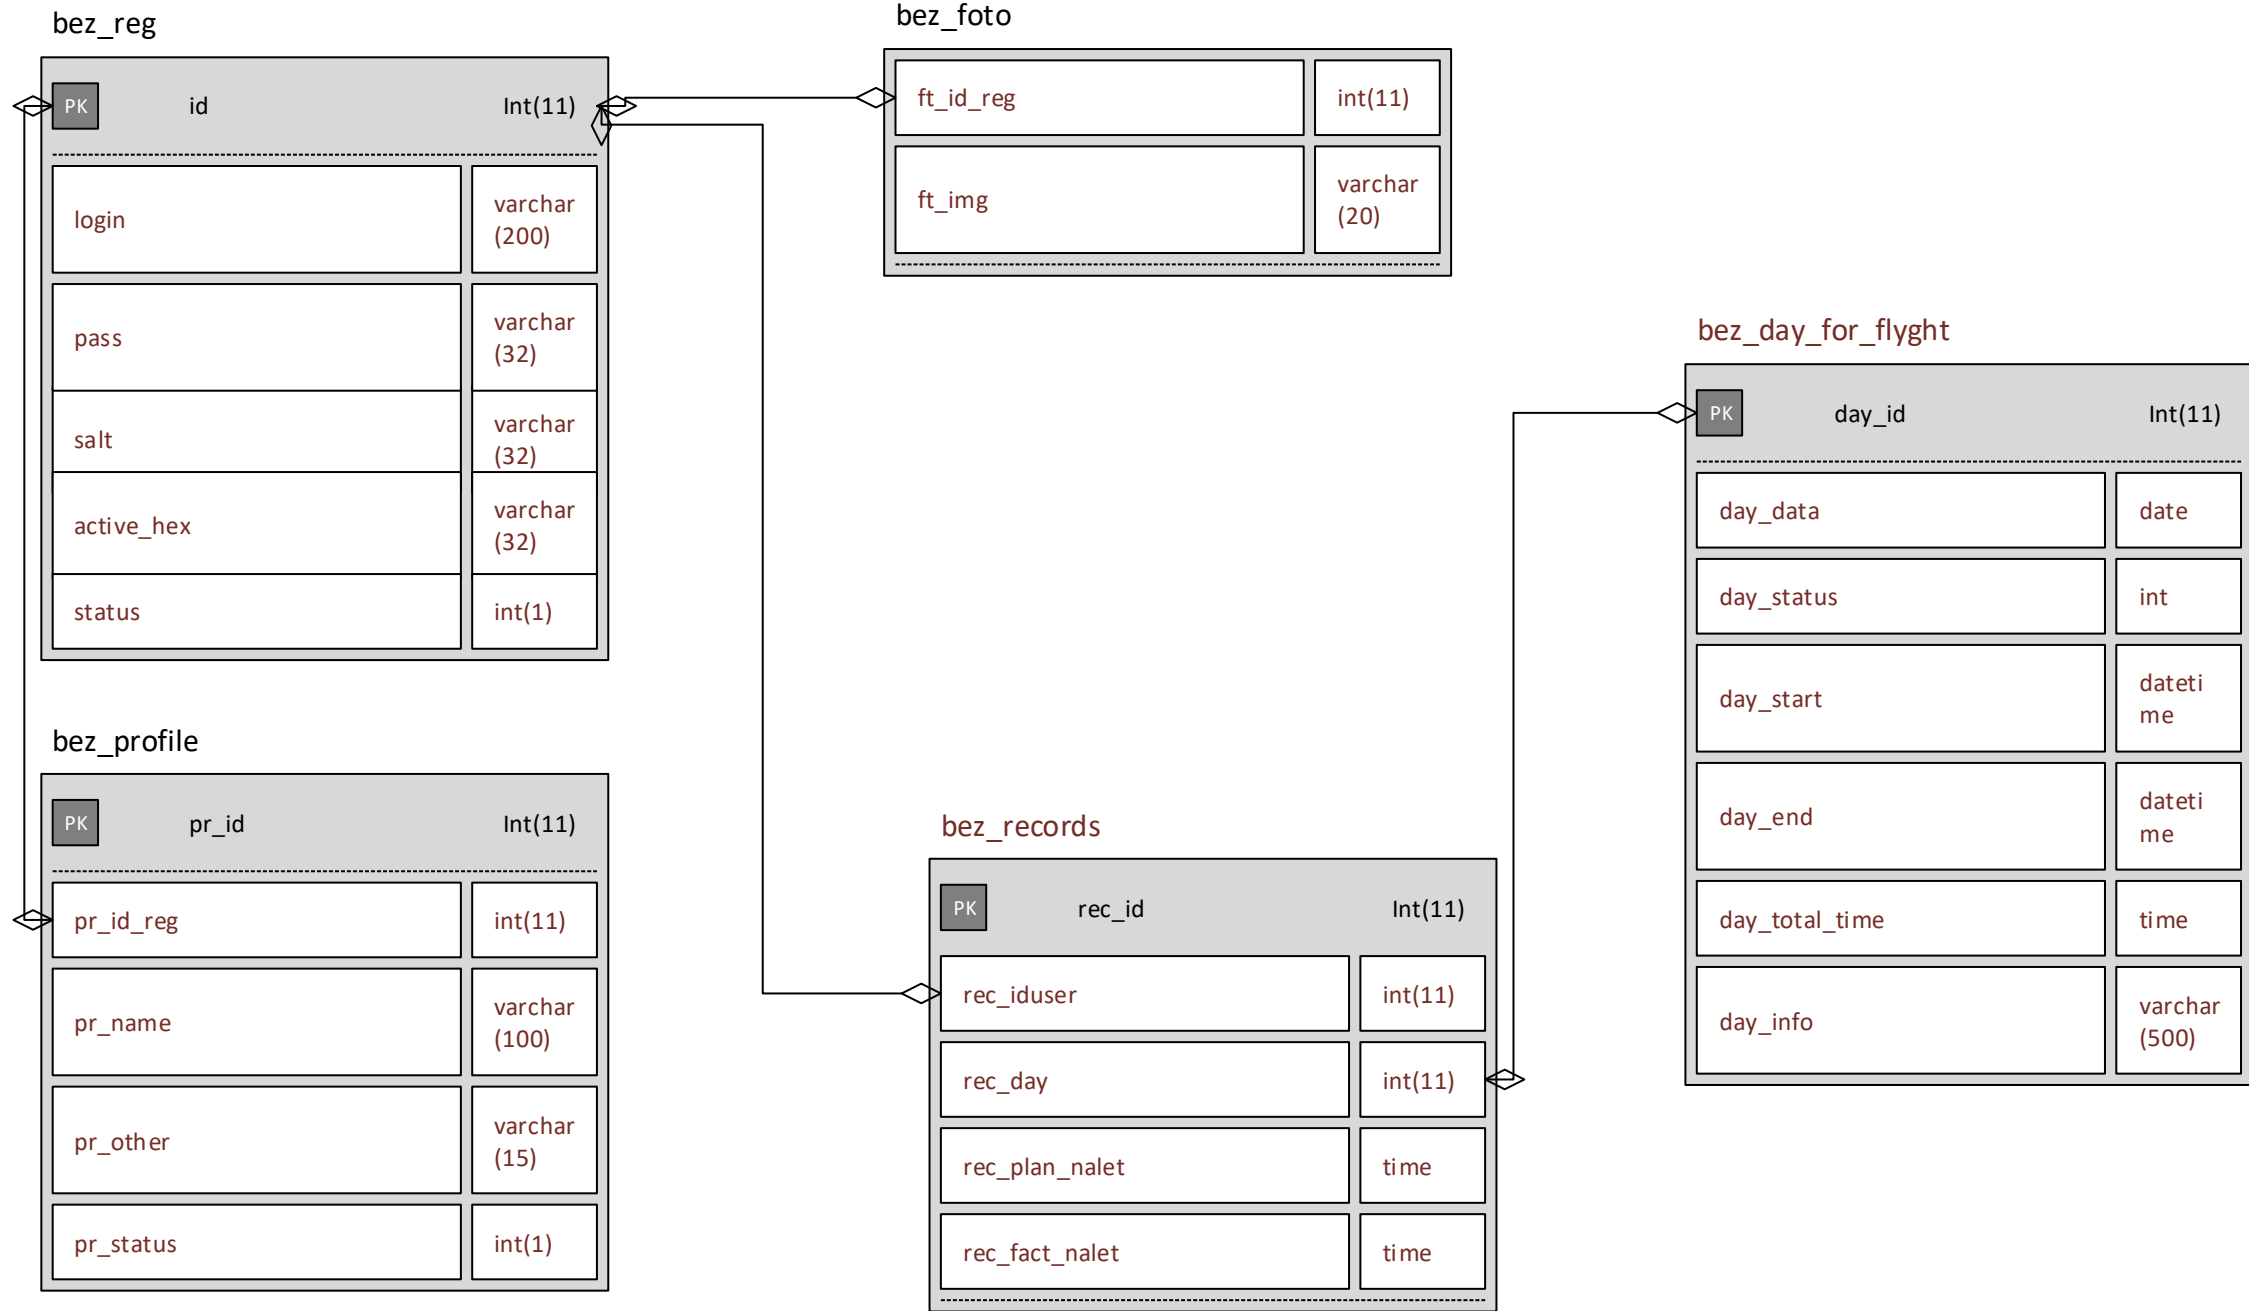 bez_reg
PK id Int(11)
login varchar
(200)
pass varchar
(32)
salt varchar
(32)
active_hex varchar
(32)
status int(1)
bez_foto
ft_id_reg int(11)
ft_img varchar
(20)
bez_day_for_flyght
PK day_id Int(11)
day_data date
day_status int
day_start dateti
me
day_end dateti
me
day_total_time time
day_info varchar
(500)
bez_profile
PK pr_id Int(11)
pr_id_reg int(11)
pr_name varchar
(100)
pr_other varchar
(15)
pr_status int(1)
bez_records
PK rec_id Int(11)
rec_iduser int(11)
rec_day int(11)
rec_plan_nalet time
rec_fact_nalet time